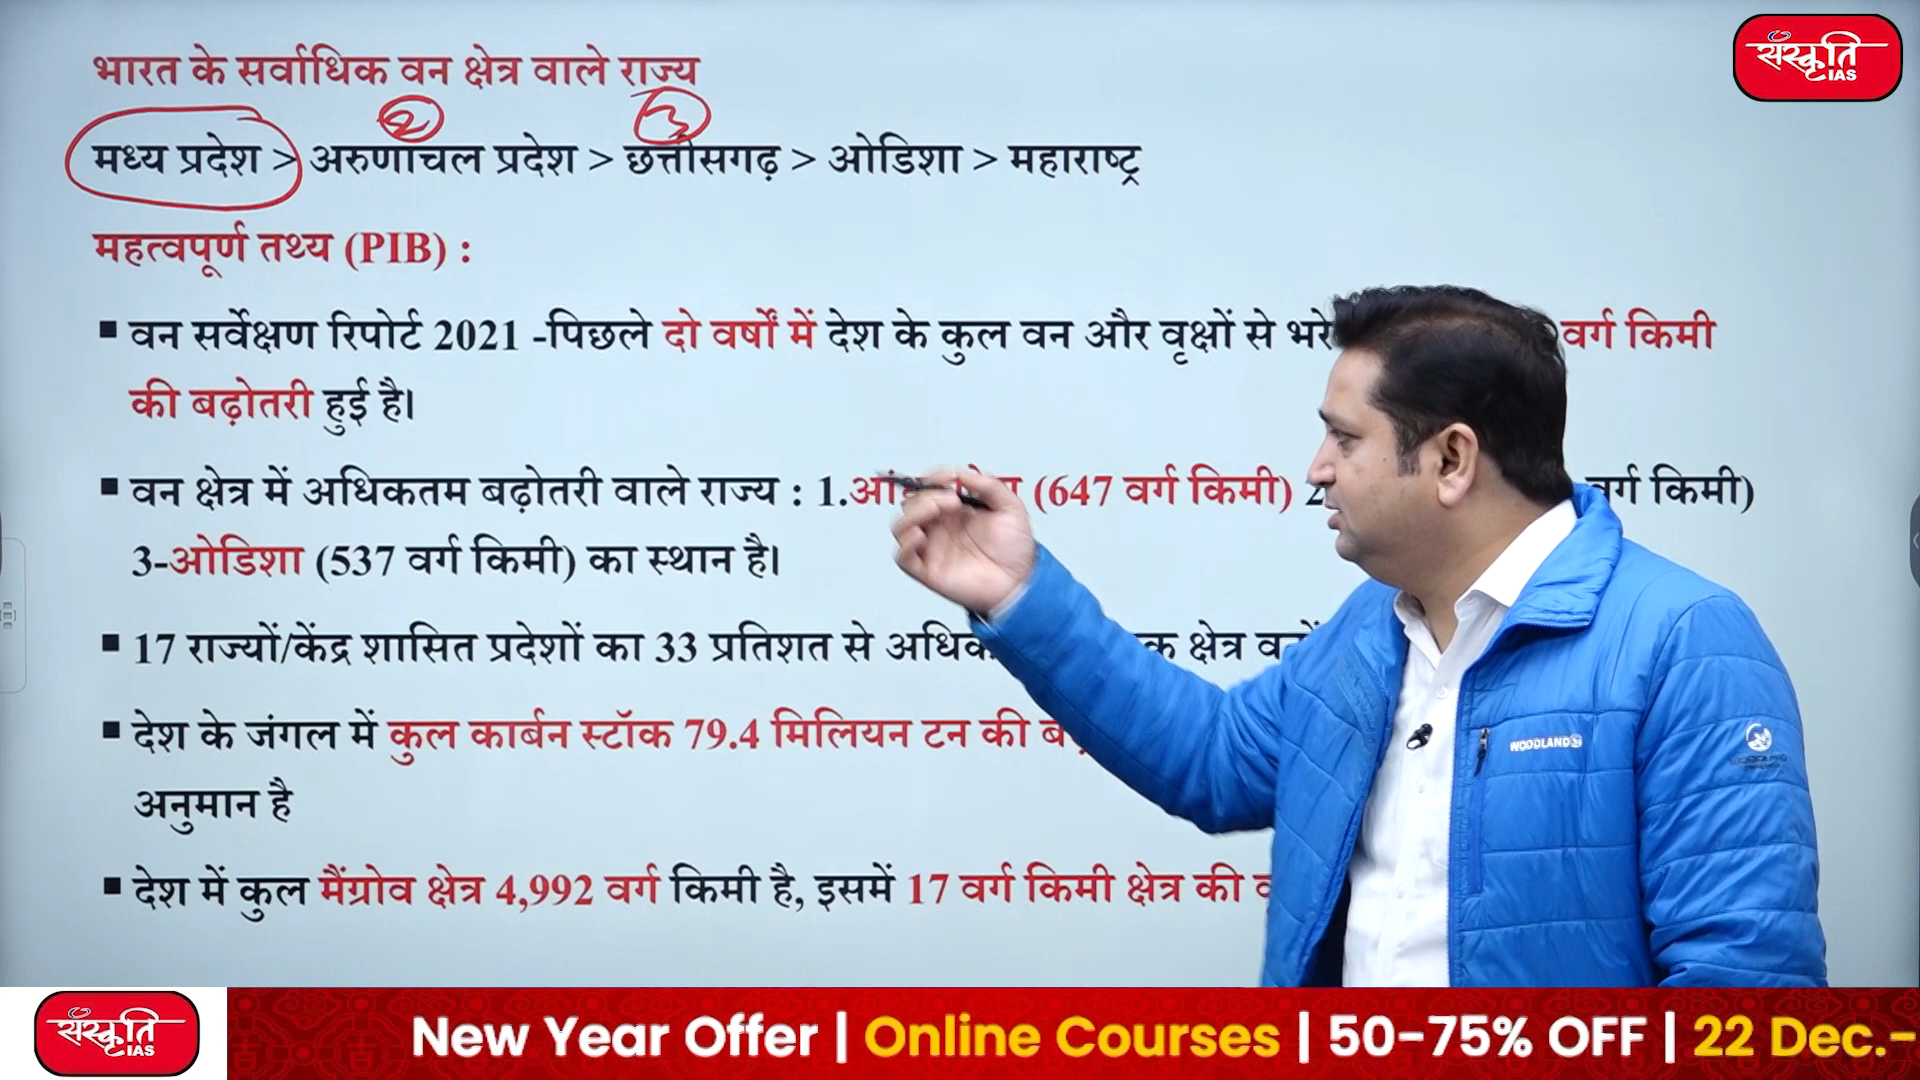 भारत के सर्वाधिक वन क्षेत्र वाले राज्य
संस्कृति
IAS
2 3
मध्य प्रदेश > अरुणाचल प्रदेश > छत्तीसगढ़ > ओडिशा > महाराष्ट्र
महत्वपूर्ण तथ्य (PIB) :
▪ वन सर्वेक्षण रिपोर्ट 2021 -पिछले दो वर्षों में देश के कुल वन और वृक्षों से भरे वर्ग किमी
की बढ़ोतरी हुई है।
▪ वन क्षेत्र में अधिकतम बढ़ोतरी वाले राज्य : 1. (647 वर्ग किमी) वर्ग किमी)
3-ओडिशा (537 वर्ग किमी) का स्थान है।
▪ 17 राज्यों/केंद्र शासित प्रदेशों का 33 प्रतिशत से क्षेत्र
▪ देश के जंगल में कुल कार्बन स्टॉक 79.4 मिलियन टन की
अनुमान है
▪ देश में कुल मैंग्रोव क्षेत्र 4,992 वर्ग किमी है, इसमें 17 वर्ग किमी क्षेत्र की
WOODLAND
संस्कृति
IAS
New Year Offer | Online Courses | 50-75% OFF | 22 Dec.-